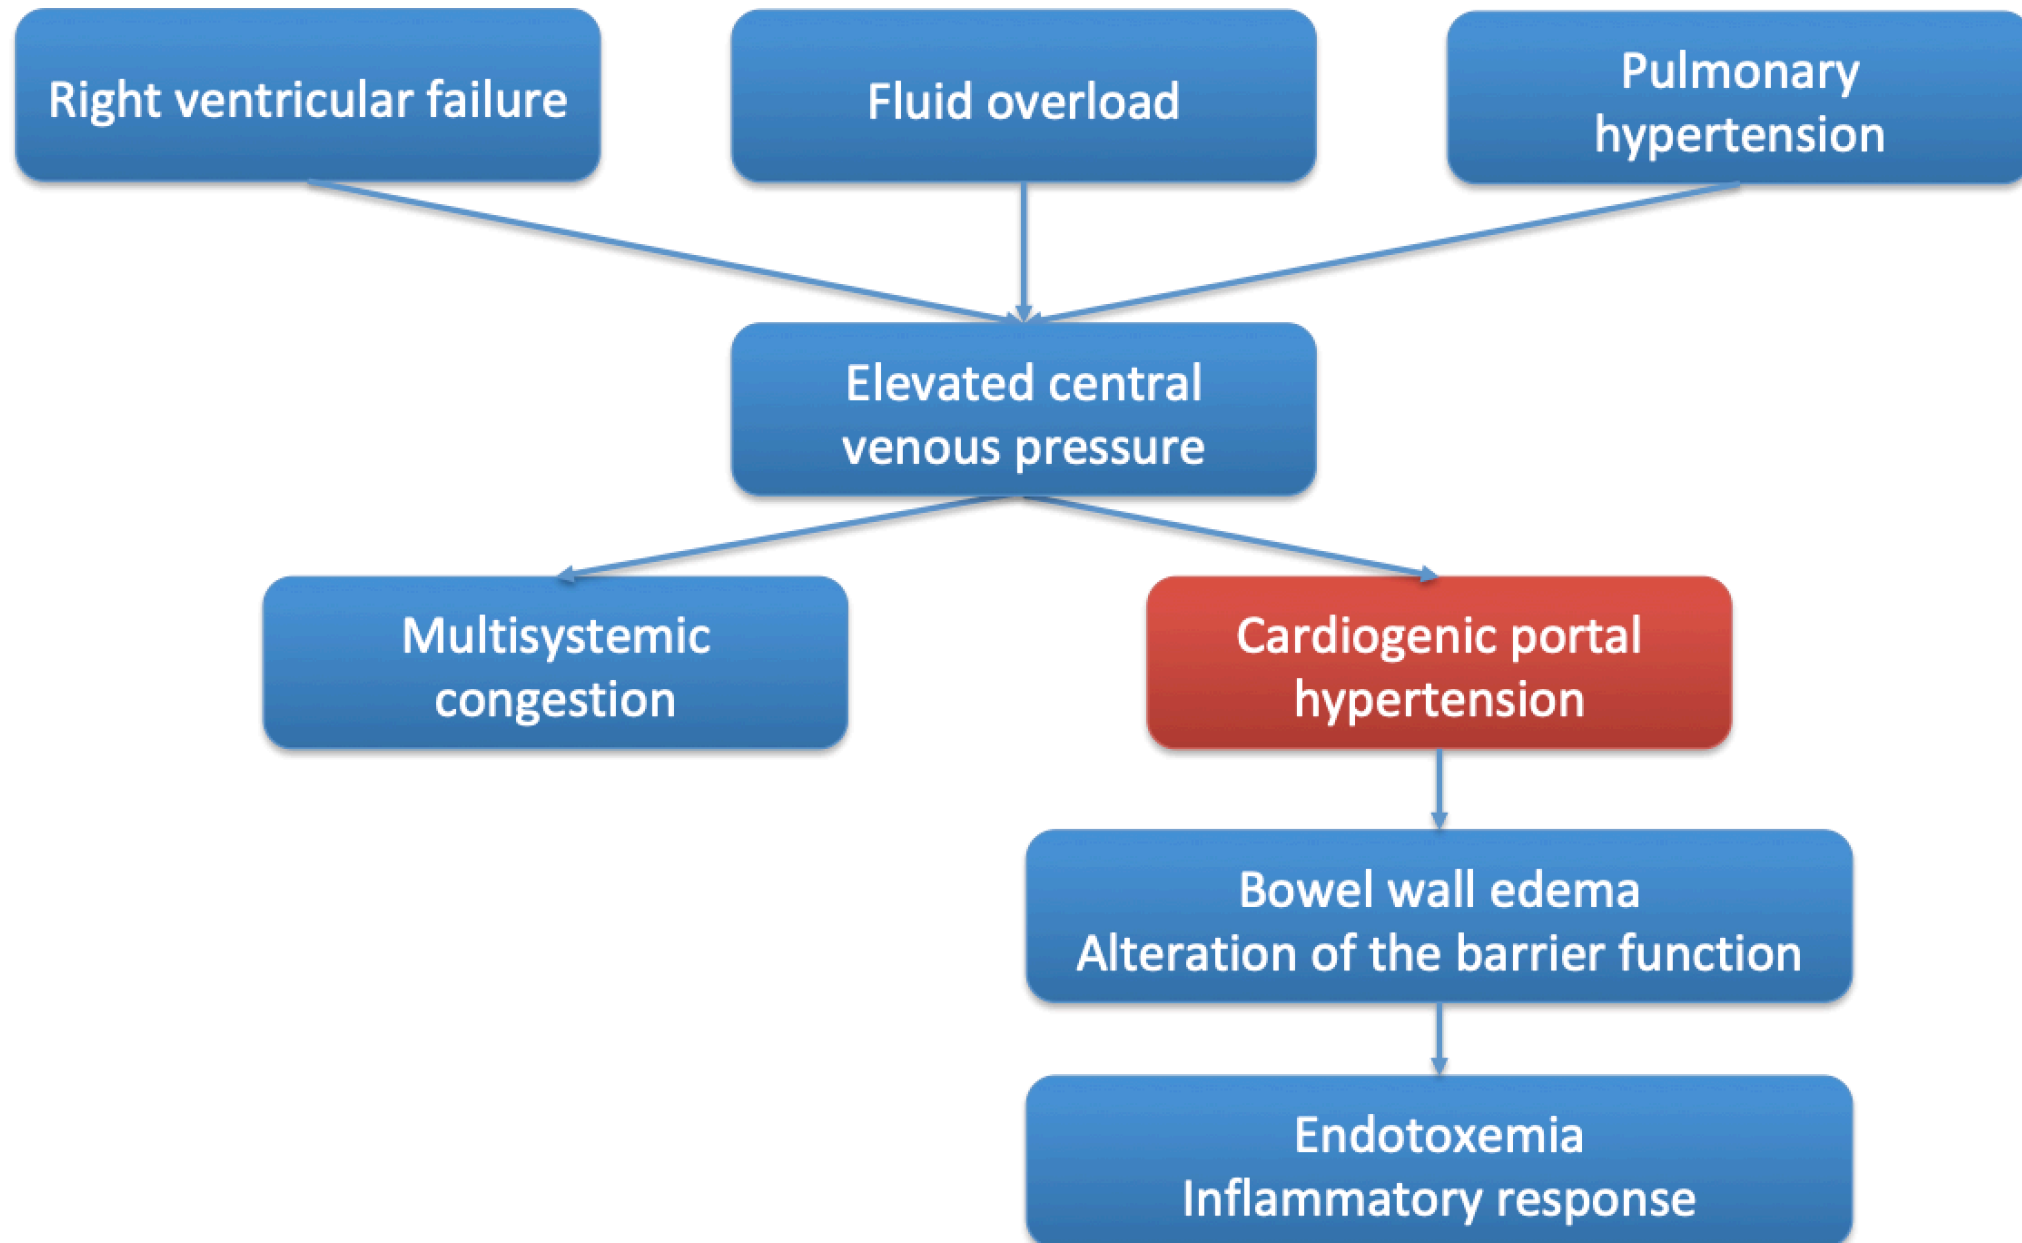 Right ventricular failure
Fluid overload
Pulmonary
hypertension
Elevated central
venous pressure
Multisystemic
congestion
Cardiogenic portal
hypertension
Bowel wall edema
Alteration of the barrier function
Endotoxemia
Inflammatory response